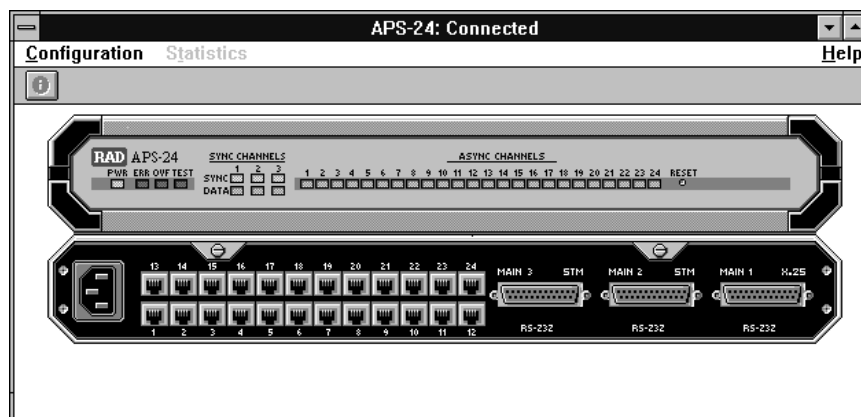 APS-24: Connected
Configuration Statistics Help
RAD APS-24 SYNC CHANNELS ASYNC CHANNELS
1 2 3
PWR ERR OVF TEST SYNC 1 2 3 4 5 6 7 8 9 10 11 12 13 14 15 16 17 18 19 20 21 22 23 24 RESET
DATA
13 14 15 16 17 18 19 20 21 22 23 24 MAIN 3 STM MAIN 2 STM MAIN 1 X.25
1 2 3 4 5 6 7 8 9 10 11 12 RS-232 RS-232 RS-232